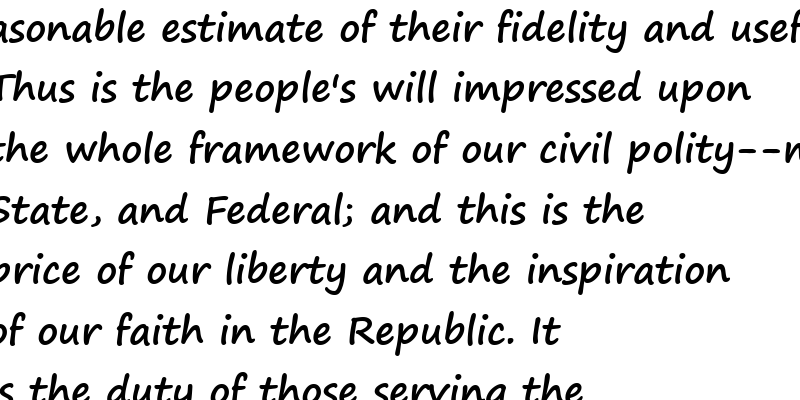 estimate of their fidelity and
Thus is the people's will impressed upon
the whole framework of our civil polity--
State, and Federal; and this is the
price of our liberty and the inspiration
of our faith in the Republic. It
the duty of those serving the